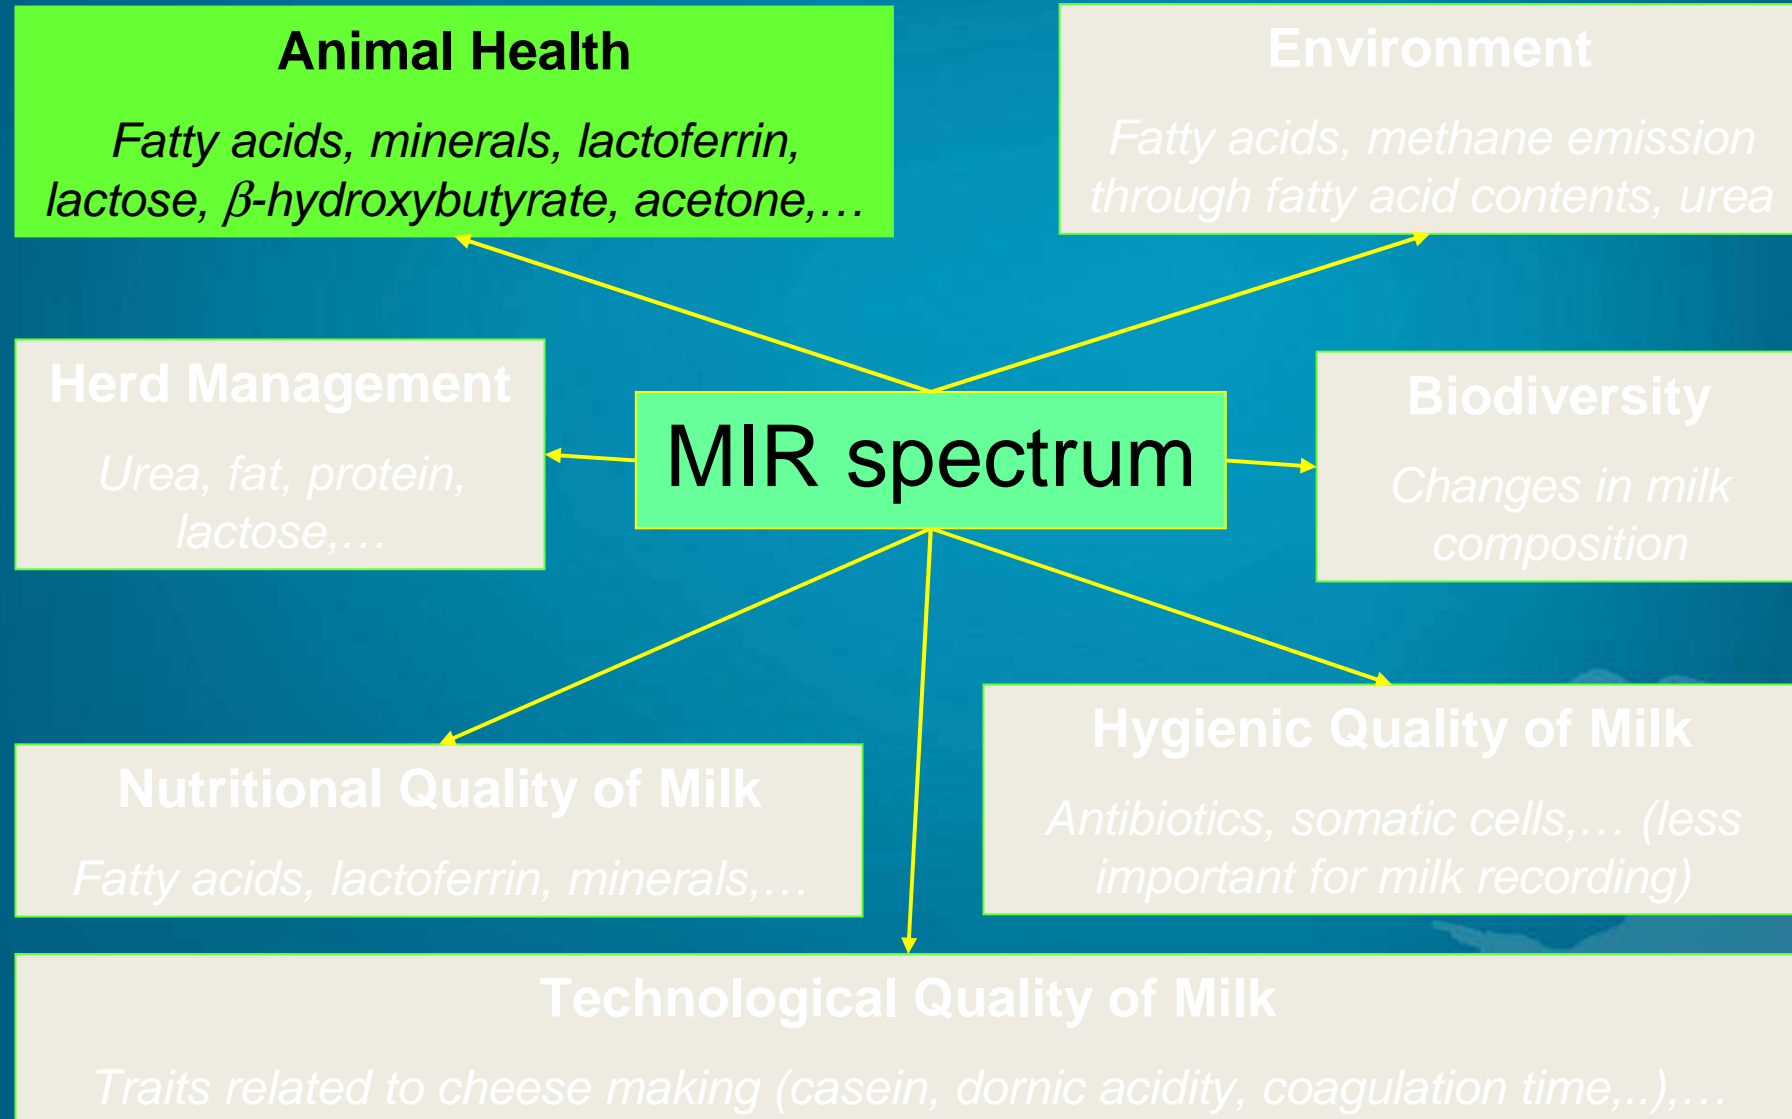 Animal Health
Fatty acids, minerals, lactoferrin,
lactose, β-hydroxybutyrate, acetone,…
Environment
Fatty acids, methane emission
through fatty acid contents, urea
Herd Management
Urea, fat, protein,
lactose,…
MIR spectrum
Biodiversity
Changes in milk
composition
Nutritional Quality of Milk
Fatty acids, lactoferrin, minerals,…
Hygienic Quality of Milk
Antibiotics, somatic cells,… (less
important for milk recording)
Technological Quality of Milk
Traits related to cheese making (casein, dornic acidity, coagulation time,..),…